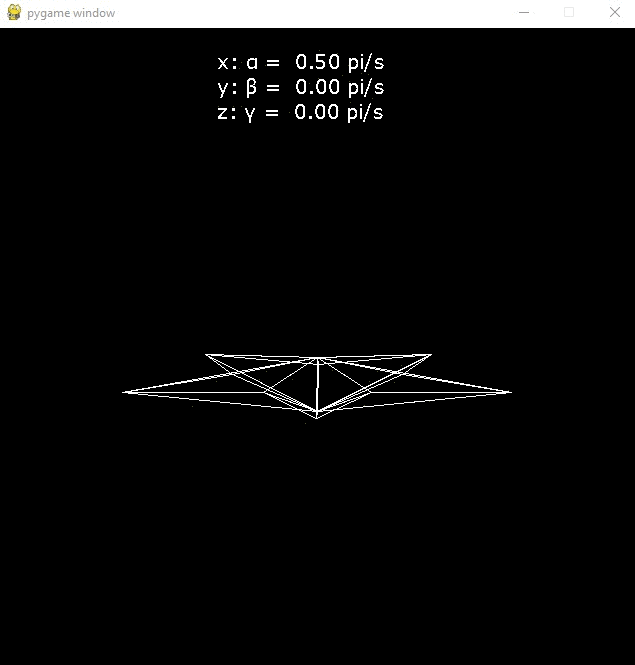 pygame window
x: α = 0.50 pi/s
y: β = 0.00 pi/s
z: γ = 0.00 pi/s